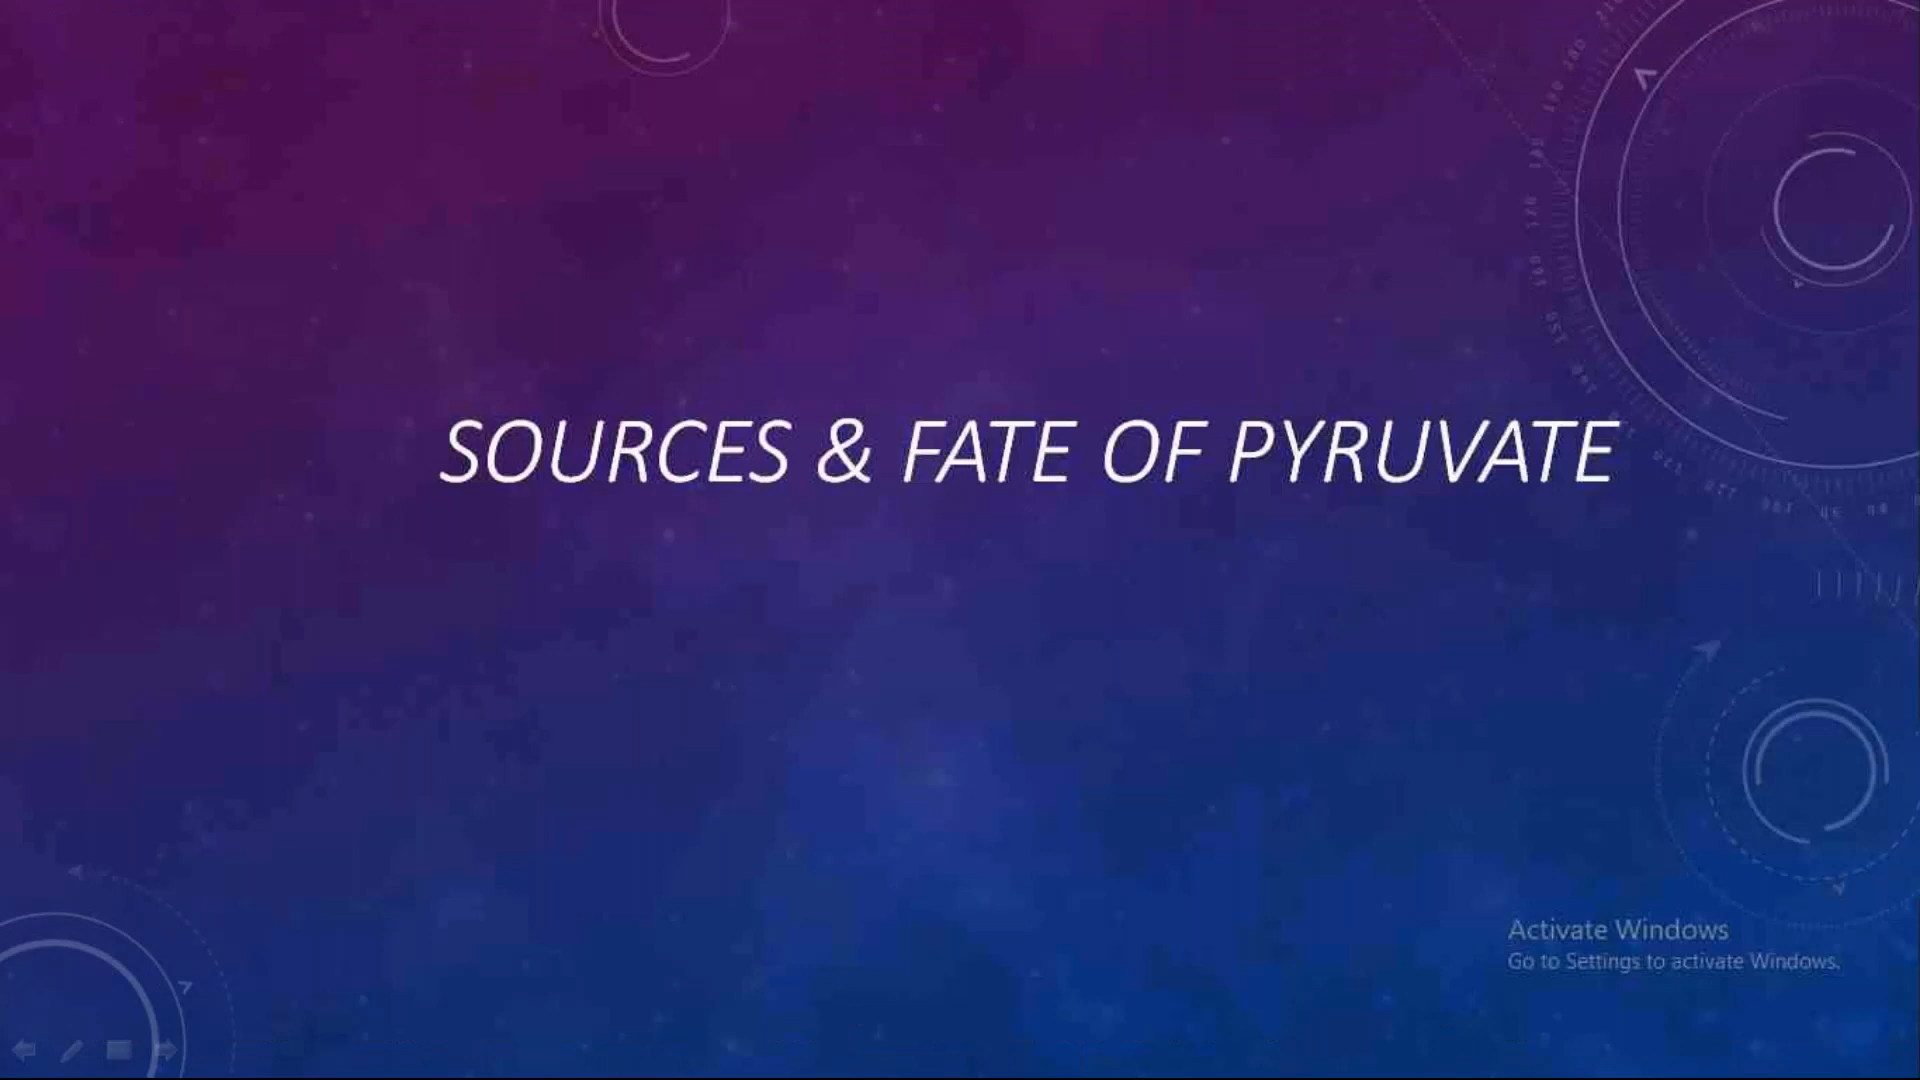 SOURCES & FATE OF PYRUVATE
Activate Windows
Go to Settings to activate Windows.